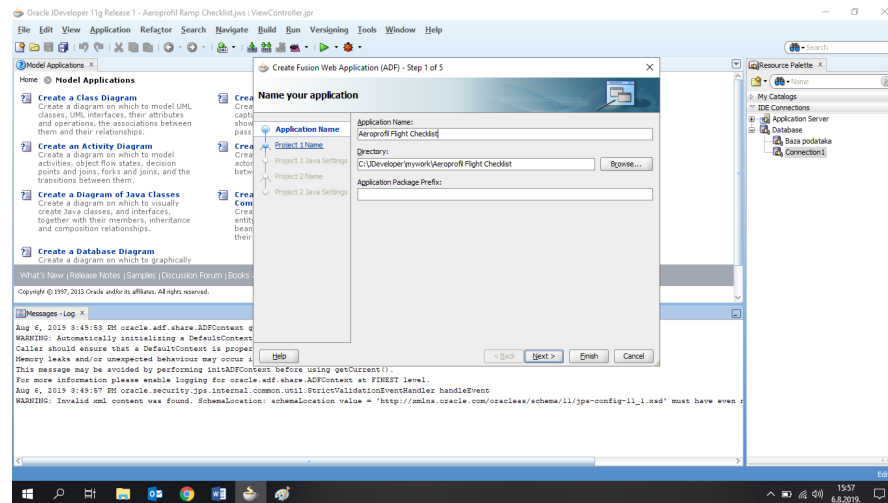 Oracle JDeveloper 11g Release 1 - Aeroprofil Ramp Checklist.jws : ViewController.jpr
File Edit View Application Refactor Search Navigate Build Run Versioning Tools Window Help
Search
Model Applications
Home Model Applications
Create a Class Diagram
Create a diagram on which to model UML
classes, UML interfaces, their attributes
and operations, the associations between
them and their relationships.
Create an Activity Diagram
Create a diagram on which to model
activities, object flow states, decision
points and joins, forks and joins, and the
transitions between them.
Create a Diagram of Java Classes
Create a diagram on which to visually
create Java classes, and interfaces,
together with their members, inheritance
and composition relationships.
Create a Database Diagram
Create a diagram on which to graphically
What's New | Release Notes | Samples | Discussion Forum | Books
Copyright © 1997, 2013 Oracle and/or its affiliates. All rights reserved.
Create Fusion Web Application (ADF) - Step 1 of 5
Name your application
Application Name
Project 1 Name
Project 1 Java Settings
Project 2 Name
Project 2 Java Settings
Application Name:
Aeroprofil Flight Checklist
Directory:
C:\JDeveloper\mywork\Aeroprofil Flight Checklist
Browse...
Application Package Prefix:
Help
< Back
Next >
Finish
Cancel
Resource Palette
Name
My Catalogs
IDE Connections
Application Server
Database
Baza podataka
Connection1
Messages - Log
Aug 6, 2019 3:49:53 PM oracle.adf.share.ADFContext g
WARNING: Automatically initializing a DefaultContext
Caller should ensure that a DefaultContext is proper
Memory leaks and/or unexpected behaviour may occur i
This message may be avoided by performing initADFContext before using getCurrent().
For more information please enable logging for oracle.adf.share.ADFContext at FINEST level.
Aug 6, 2019 3:49:57 PM oracle.security.jps.internal.common.util.StrictValidationEventHandler handleEvent
WARNING: Invalid xml content was found. SchemaLocation: schemaLocation value = 'http://xmlns.oracle.com/oracleas/schema/11/jps-config-11_1.xsd' must have even
15:57
6.8.2019.